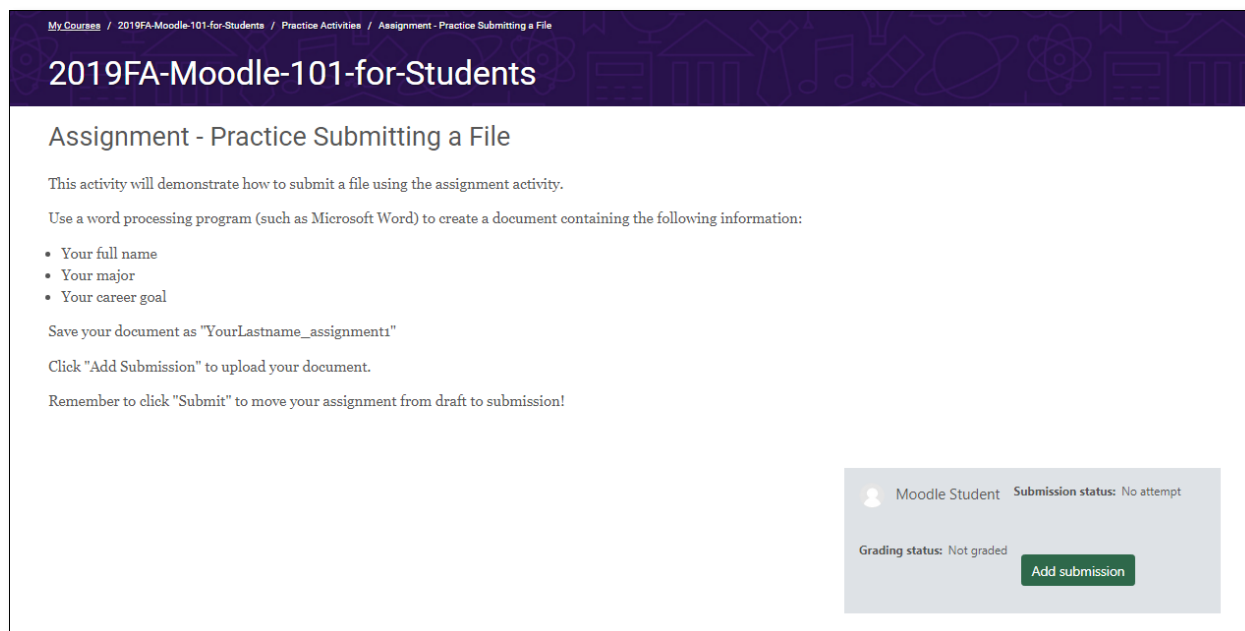 My Courses / 2019FA-Moodle-101-for-Students / Practice Activities / Assignment - Practice Submitting a File
2019FA-Moodle-101-for-Students
Assignment - Practice Submitting a File
This activity will demonstrate how to submit a file using the assignment activity.
Use a word processing program (such as Microsoft Word) to create a document containing the following information:
• Your full name
• Your major
• Your career goal
Save your document as "YourLastname_assignment1"
Click "Add Submission" to upload your document.
Remember to click "Submit" to move your assignment from draft to submission!
Moodle Student Submission status: No attempt
Grading status: Not graded
Add submission